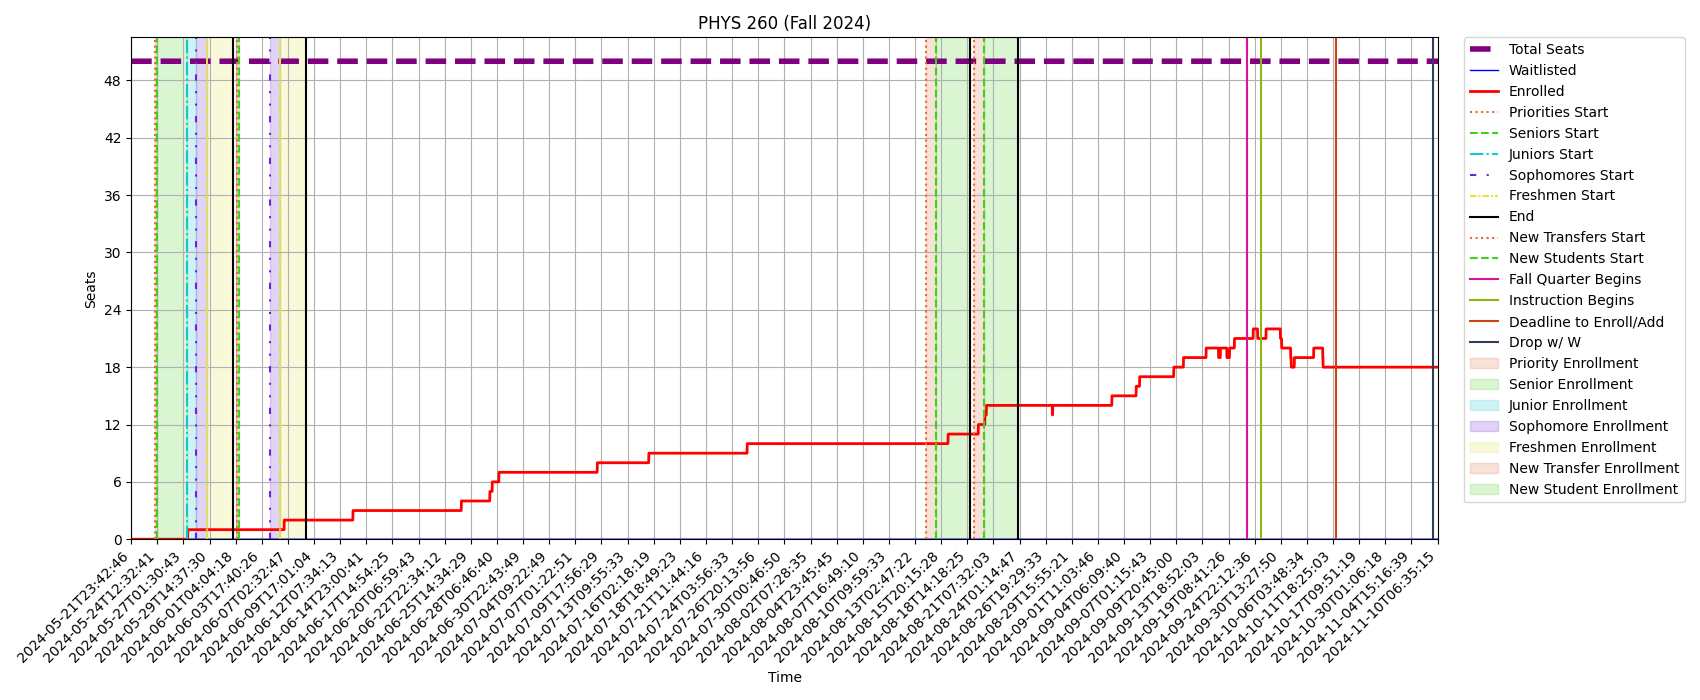 PHYS 260 (Fall 2024)
Seats
48
42
36
30
24
18
12
6
0
2024-05-21T23:42:46
2024-05-24T12:32:41
2024-05-27T01:30:43
2024-05-29T14:37:30
2024-06-01T04:04:18
2024-06-03T17:40:26
2024-06-07T02:32:47
2024-06-09T17:01:04
2024-06-12T07:34:13
2024-06-14T23:00:41
2024-06-17T14:54:25
2024-06-20T06:59:43
2024-06-22T22:34:12
2024-06-25T14:34:29
2024-06-28T06:46:40
2024-06-30T22:43:49
2024-07-04T09:22:49
2024-07-07T01:22:51
2024-07-09T17:56:29
2024-07-13T09:55:33
2024-07-16T02:18:19
2024-07-18T18:49:23
2024-07-21T11:44:16
2024-07-24T03:56:33
2024-07-26T20:13:56
2024-07-30T00:46:50
2024-08-02T07:28:35
2024-08-04T23:45:45
2024-08-07T16:49:10
2024-08-10T09:59:33
2024-08-13T02:47:22
2024-08-15T20:15:28
2024-08-18T14:18:25
2024-08-21T07:32:03
2024-08-24T01:14:47
2024-08-26T19:29:33
2024-08-29T15:55:21
2024-09-01T11:03:46
2024-09-04T06:09:40
2024-09-07T01:15:43
2024-09-09T20:45:00
2024-09-13T18:52:03
2024-09-19T08:41:26
2024-09-24T22:12:36
2024-09-30T13:27:50
2024-10-06T03:48:34
2024-10-11T18:25:03
2024-10-17T09:51:19
2024-10-30T01:06:18
2024-11-04T15:16:39
2024-11-10T06:35:15
Time
Total Seats
Waitlisted
Enrolled
Priorities Start
Seniors Start
Juniors Start
Sophomores Start
Freshmen Start
End
New Transfers Start
New Students Start
Fall Quarter Begins
Instruction Begins
Deadline to Enroll/Add
Drop w/ W
Priority Enrollment
Senior Enrollment
Junior Enrollment
Sophomore Enrollment
Freshmen Enrollment
New Transfer Enrollment
New Student Enrollment